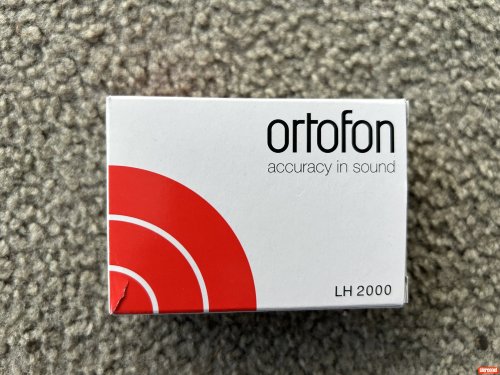 ortofon
accuracy in sound
LH 2000